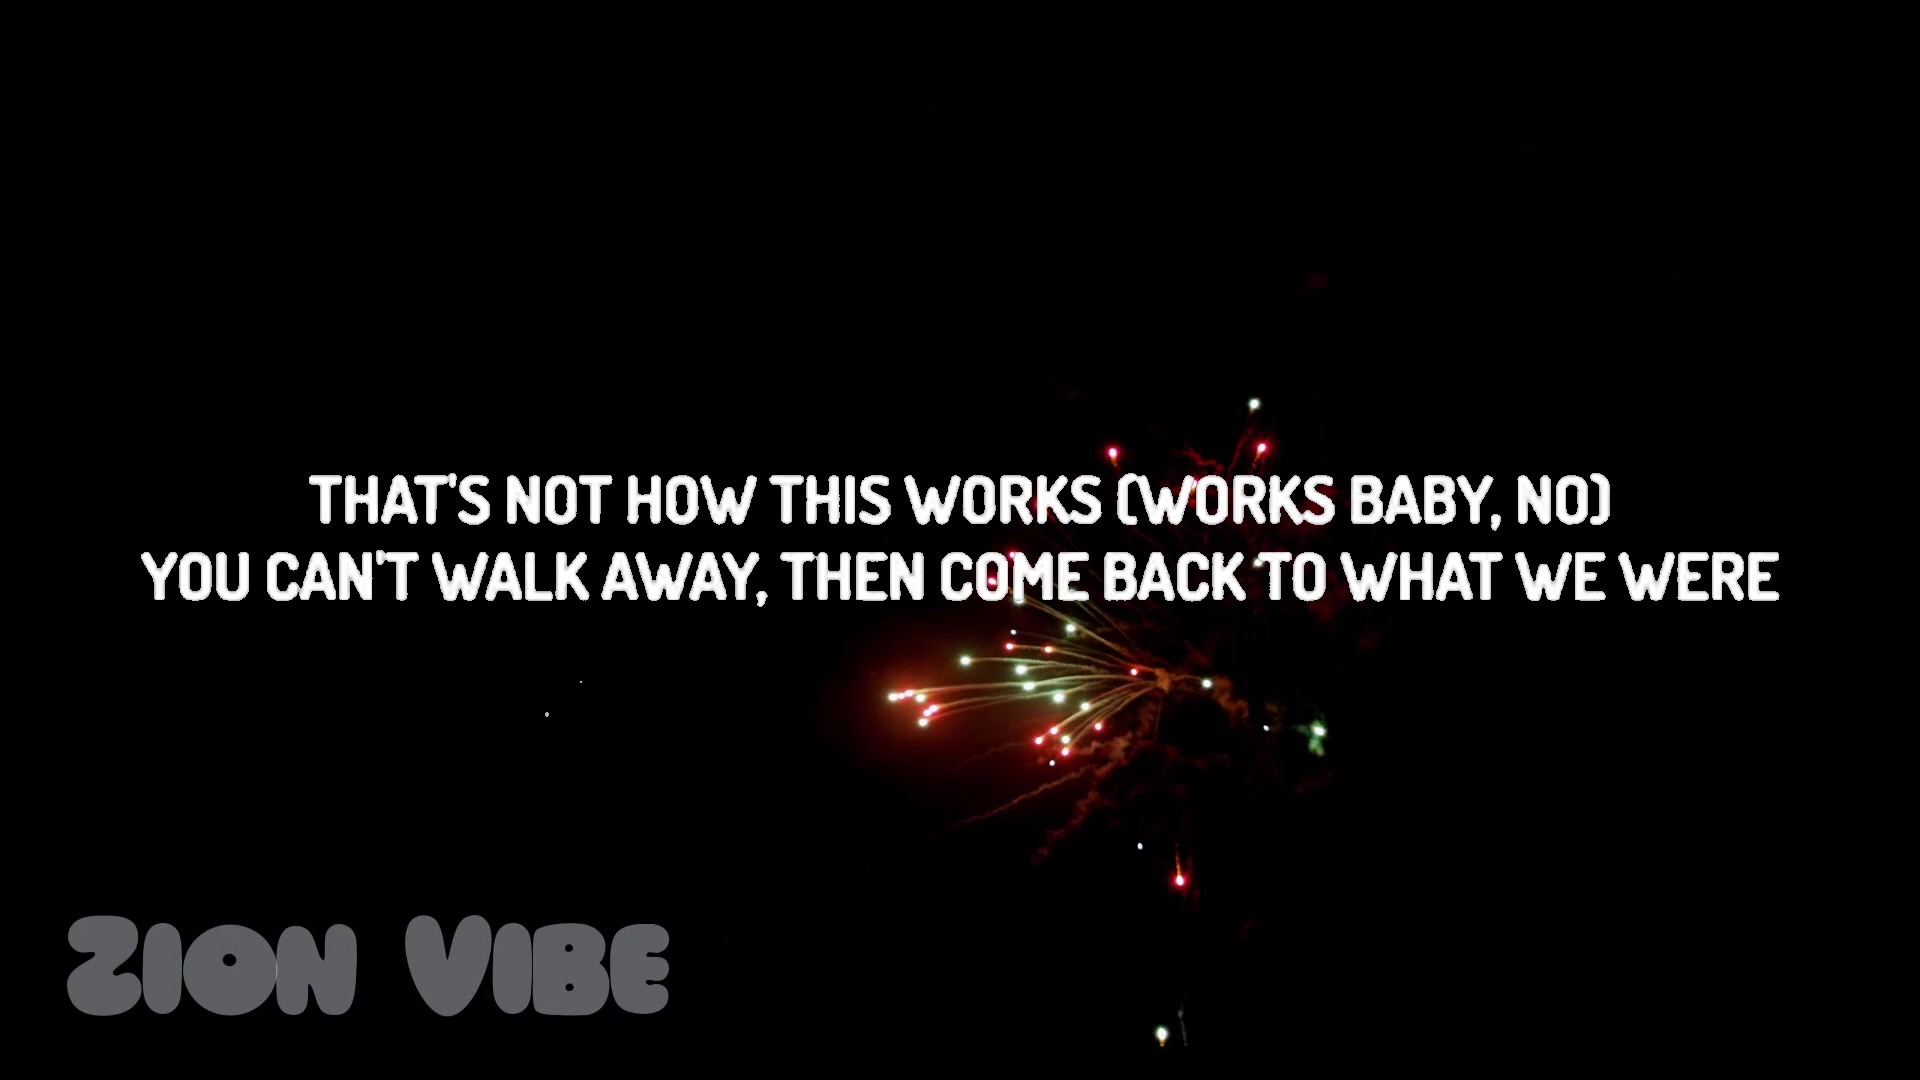 THAT'S NOT HOW THIS WORKS (WORKS BABY, NO)
YOU CAN'T WALK AWAY, THEN COME BACK TO WHAT WE WERE
ZION VIBE